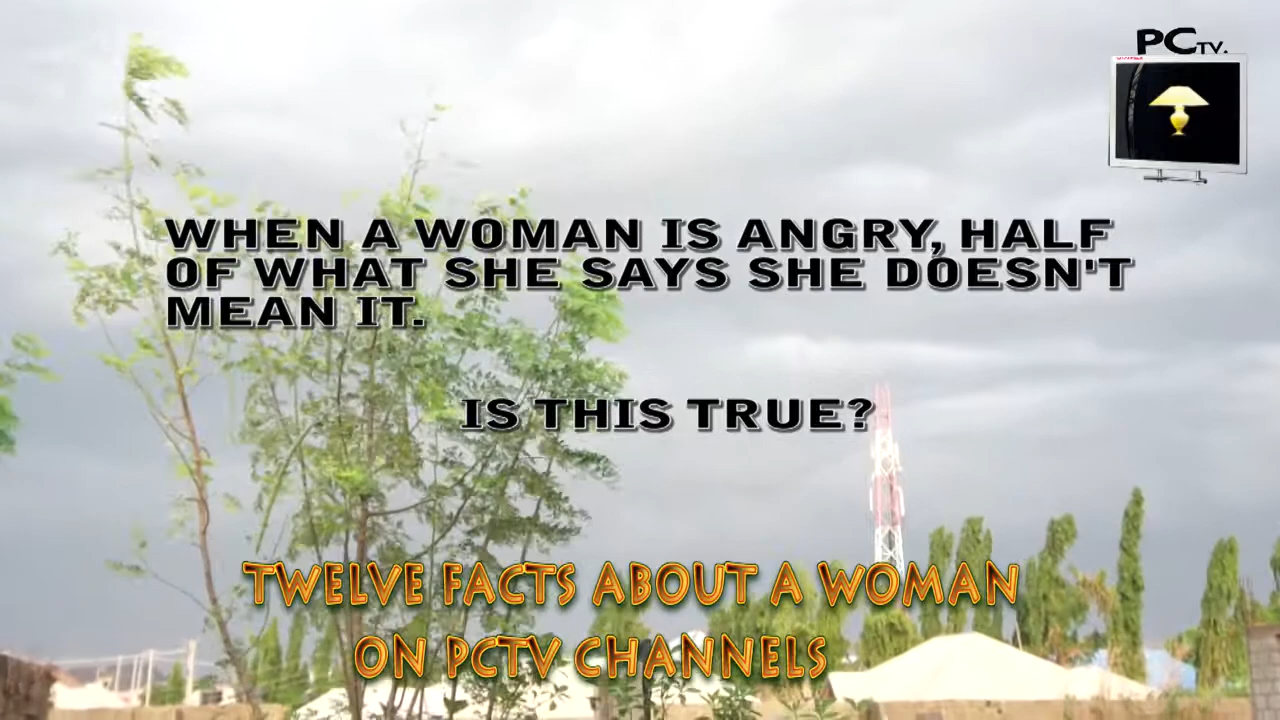 PCTV.
WHEN A WOMAN IS ANGRY, HALF
OF WHAT SHE SAYS SHE DOESN'T
MEAN IT.
IS THIS TRUE?
TWELVE FACTS ABOUT A WOMAN
ON PCTV CHANNELS